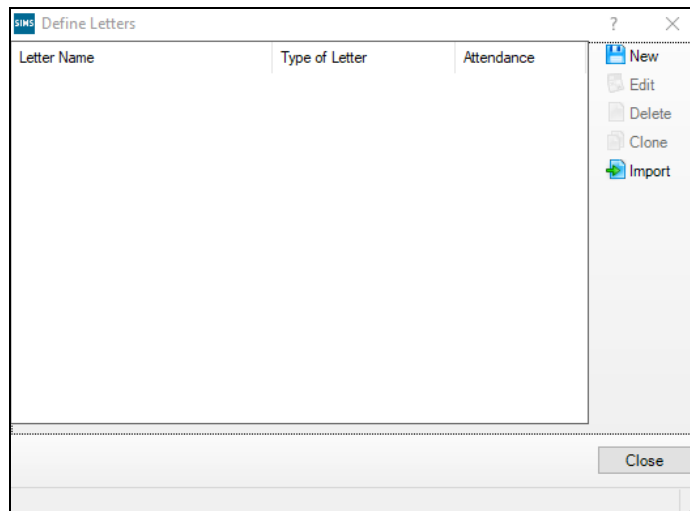 SIMS Define Letters ?
Letter Name Type of Letter Attendance
New
Edit
Delete
Clone
Import
Close